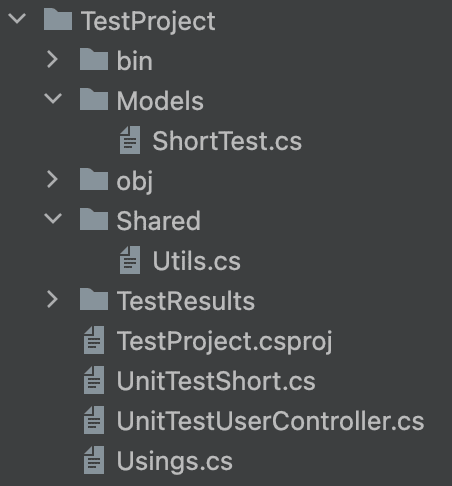 TestProject
bin
Models
ShortTest.cs
obj
Shared
Utils.cs
TestResults
TestProject.csproj
UnitTestShort.cs
UnitTestUserController.cs
Usings.cs